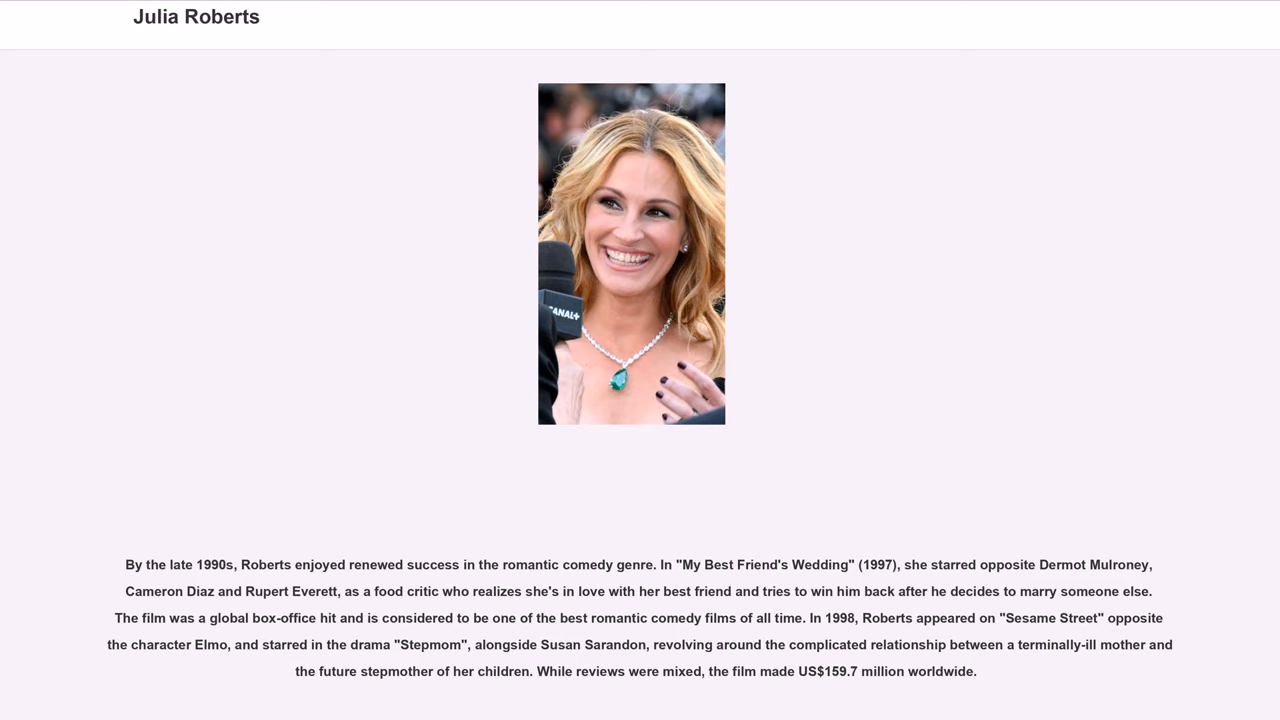 Julia Roberts
CANAL+
By the late 1990s, Roberts enjoyed renewed success in the romantic comedy genre. In "My Best Friend's Wedding" (1997), she starred opposite Dermot Mulroney,
Cameron Diaz and Rupert Everett, as a food critic who realizes she's in love with her best friend and tries to win him back after he decides to marry someone else.
The film was a global box-office hit and is considered to be one of the best romantic comedy films of all time. In 1998, Roberts appeared on "Sesame Street" opposite
the character Elmo, and starred in the drama "Stepmom", alongside Susan Sarandon, revolving around the complicated relationship between a terminally-ill mother and
the future stepmother of her children. While reviews were mixed, the film made US$159.7 million worldwide.